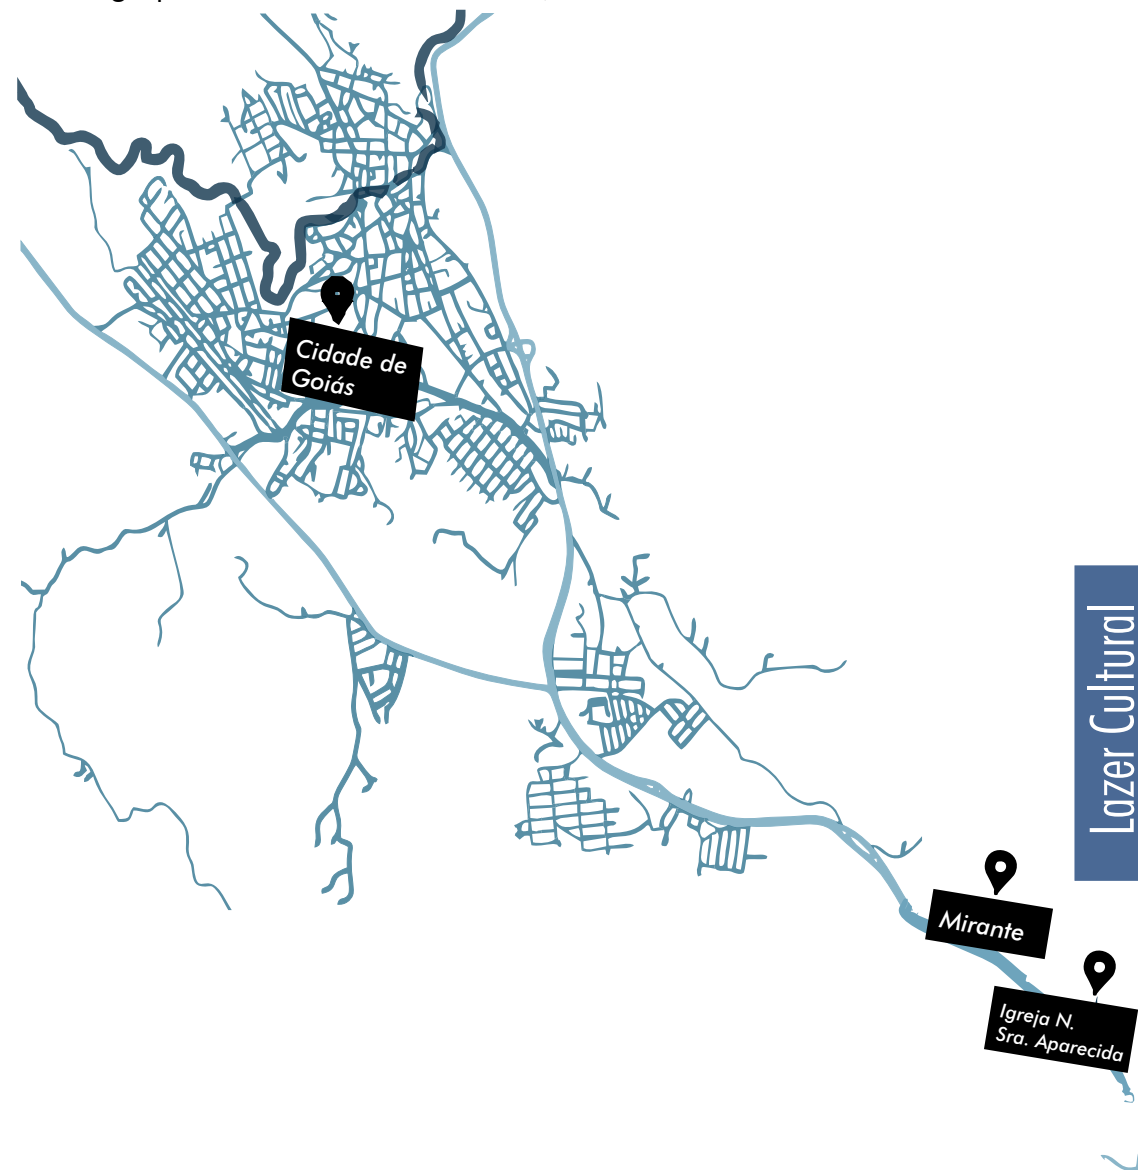 Cidade de
Goiás
Lazer Cultural
Mirante
Igreja N.
Sra. Aparecida